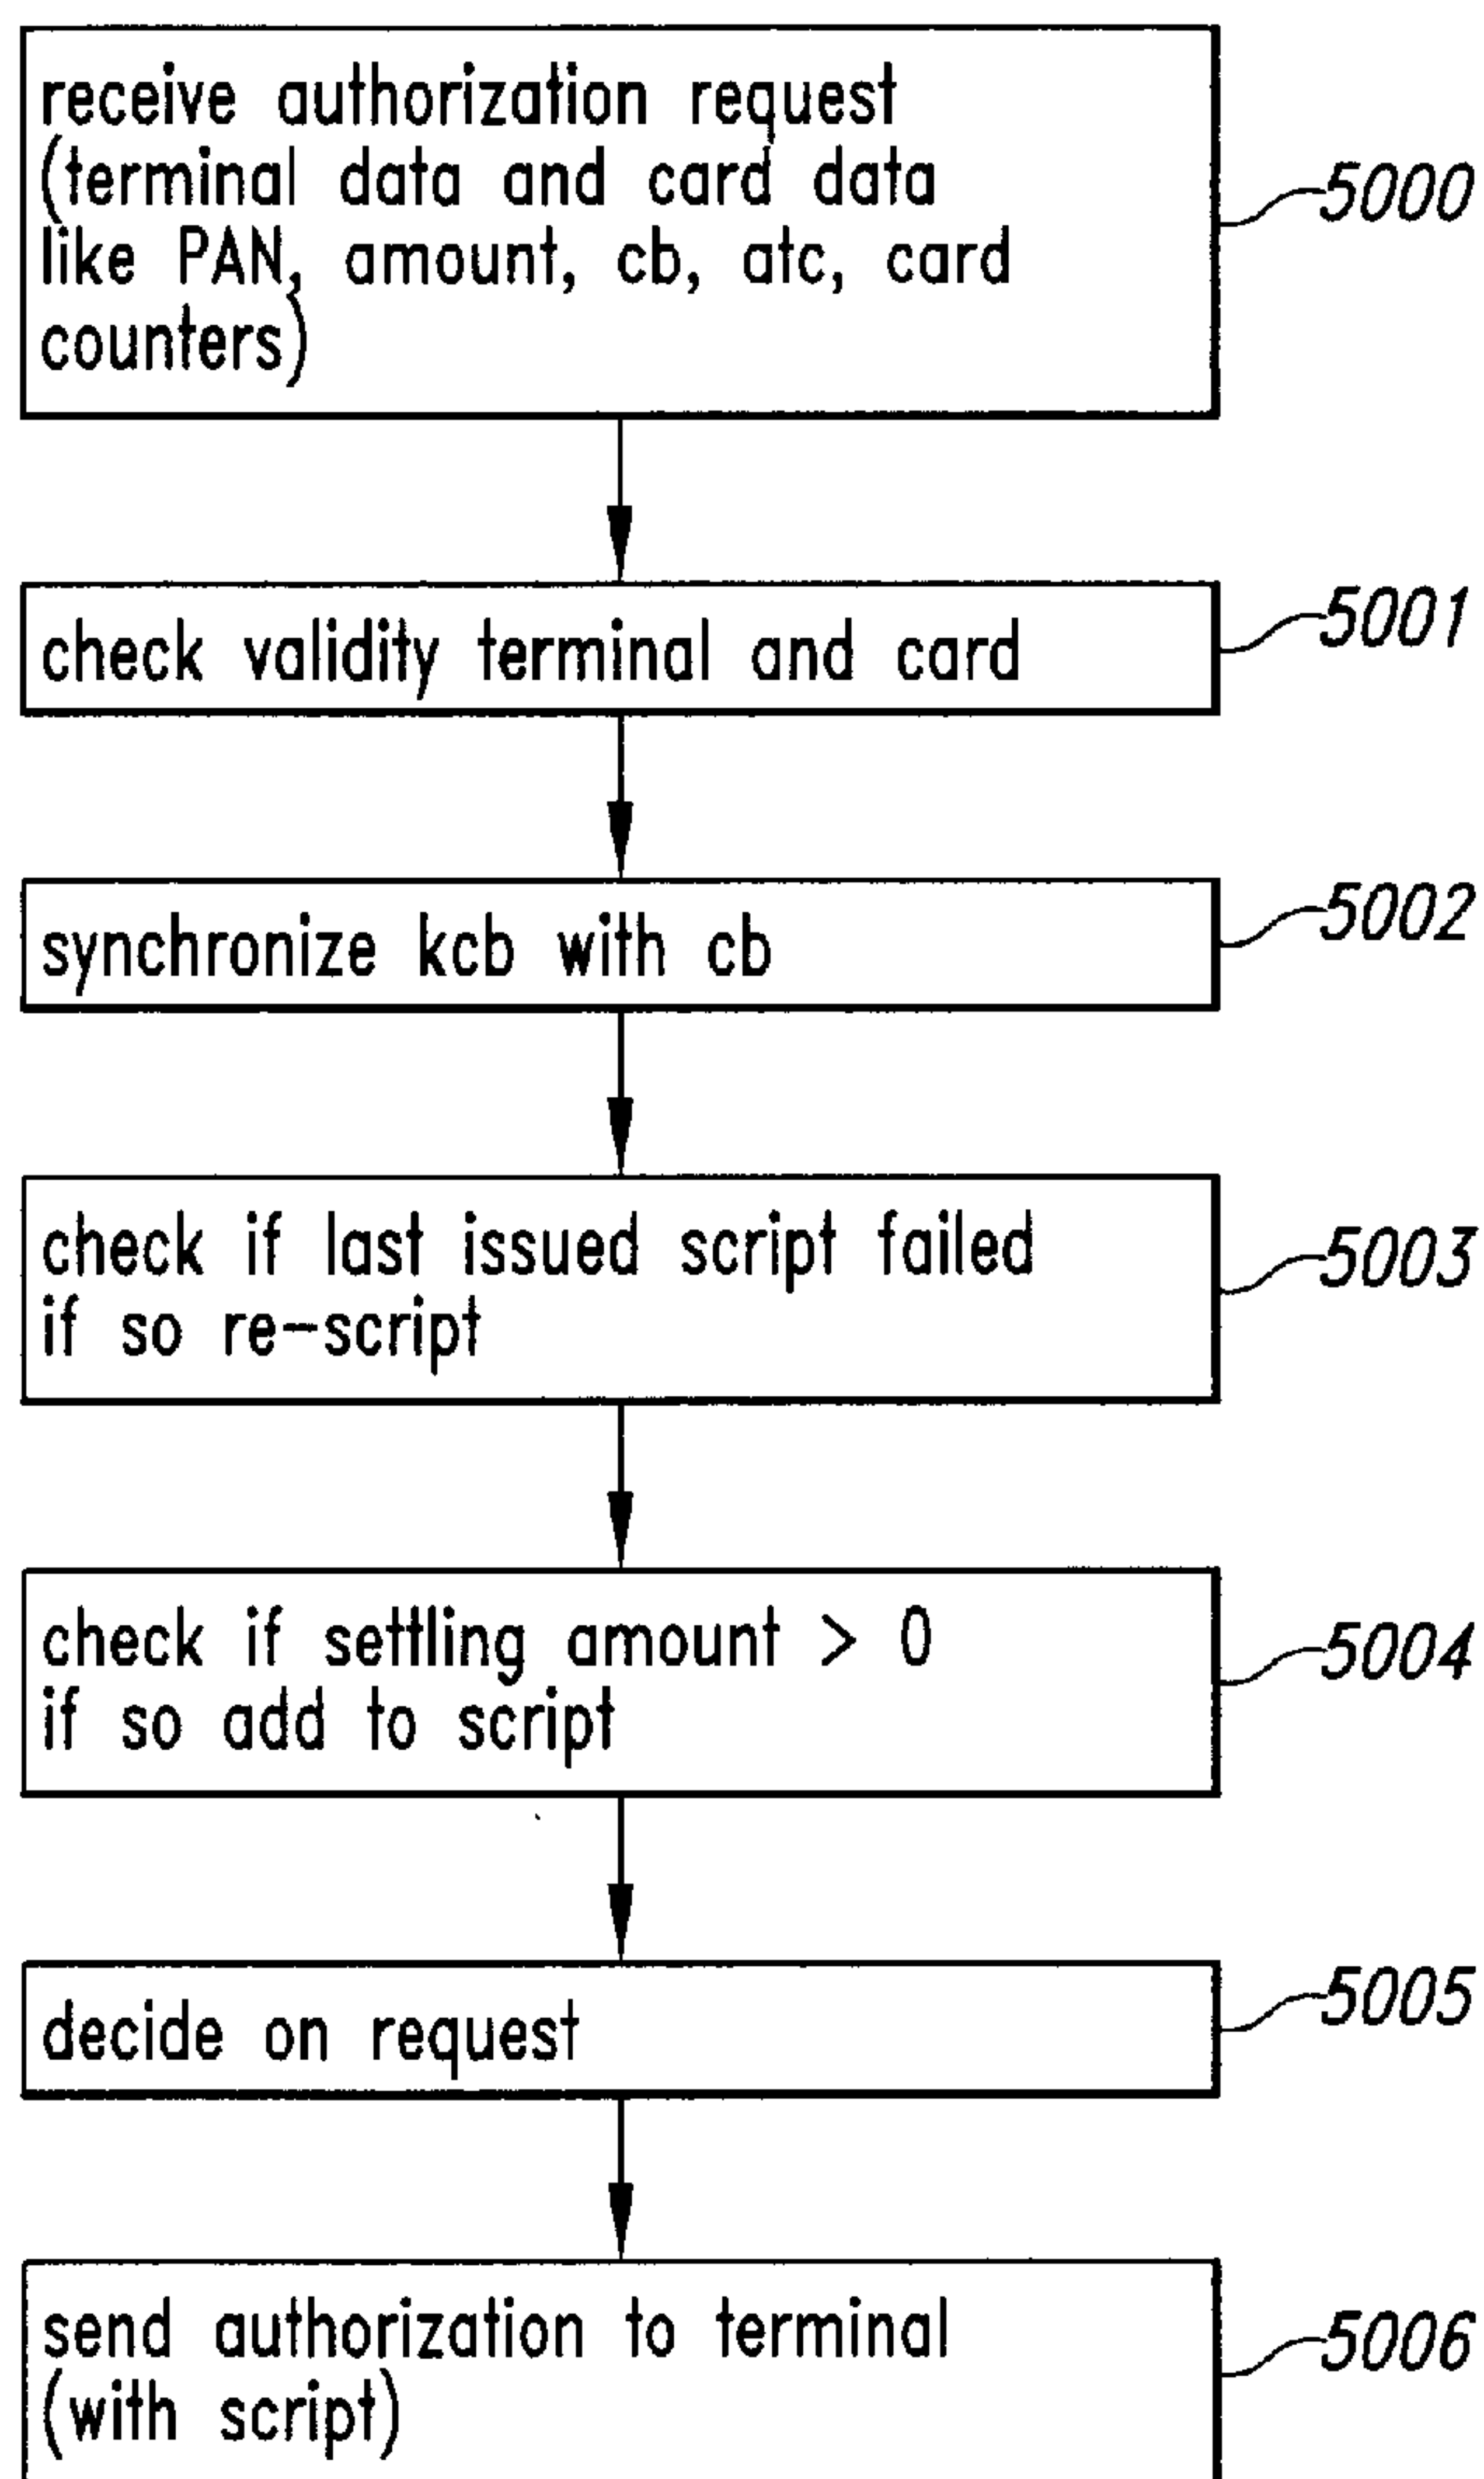 receive authorization request
(terminal data and card data
like PAN, amount, cb, atc, card
counters)
5000
check validity terminal and card
5001
synchronize kcb with cb
5002
check if last issued script failed
if so re-script
5003
check if settling amount > 0
if so add to script
5004
decide on request
5005
send authorization to terminal
(with script)
5006